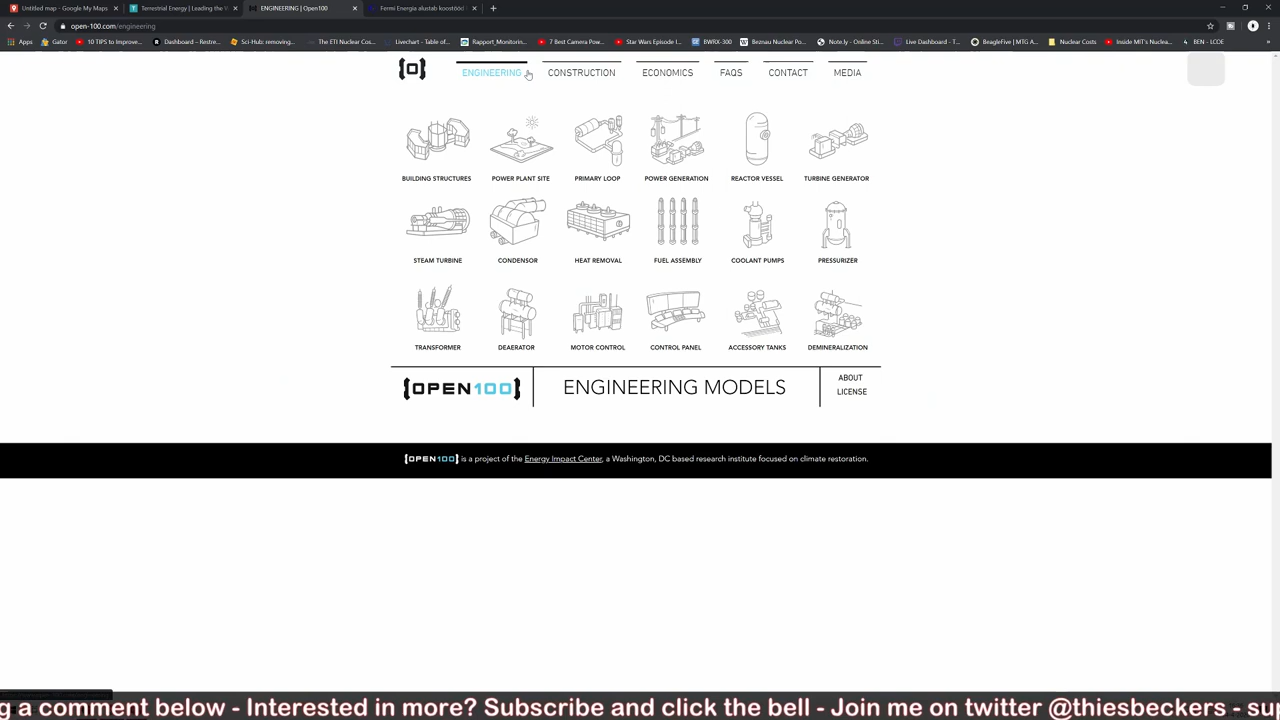 Untitled map - Google My Maps
Terrestrial Energy | Leading the W
ENGINEERING | Open100
Fermi Energia alustab koostööd
open-100.com/engineering
Apps
Gator
10 TIPS to Improve...
Dashboard - Restre...
Sci-Hub: removing...
The ETI Nuclear Cos...
Livechart - Table of...
Rapport_Monitorin...
7 Best Camera Pow...
Star Wars Episode I...
BWRX-300
Beznau Nuclear Po...
Note.ly - Online Sti...
Live Dashboard - T...
BeagleFive | MTG A...
Nuclear Costs
Inside MIT's Nuclea...
BEN - LCOE
[O]
ENGINEERING
CONSTRUCTION
ECONOMICS
FAQS
CONTACT
MEDIA
BUILDING STRUCTURES
POWER PLANT SITE
PRIMARY LOOP
POWER GENERATION
REACTOR VESSEL
TURBINE GENERATOR
STEAM TURBINE
CONDENSOR
HEAT REMOVAL
FUEL ASSEMBLY
COOLANT PUMPS
PRESSURIZER
TRANSFORMER
DEAERATOR
MOTOR CONTROL
CONTROL PANEL
ACCESSORY TANKS
DEMINERALIZATION
[OPEN100]
ENGINEERING MODELS
ABOUT
LICENSE
[OPEN100] is a project of the Energy Impact Center, a Washington, DC based research institute focused on climate restoration.
g a comment below - Interested in more? Subscribe and click the bell - Join me on twitter @thiesbeckers - su